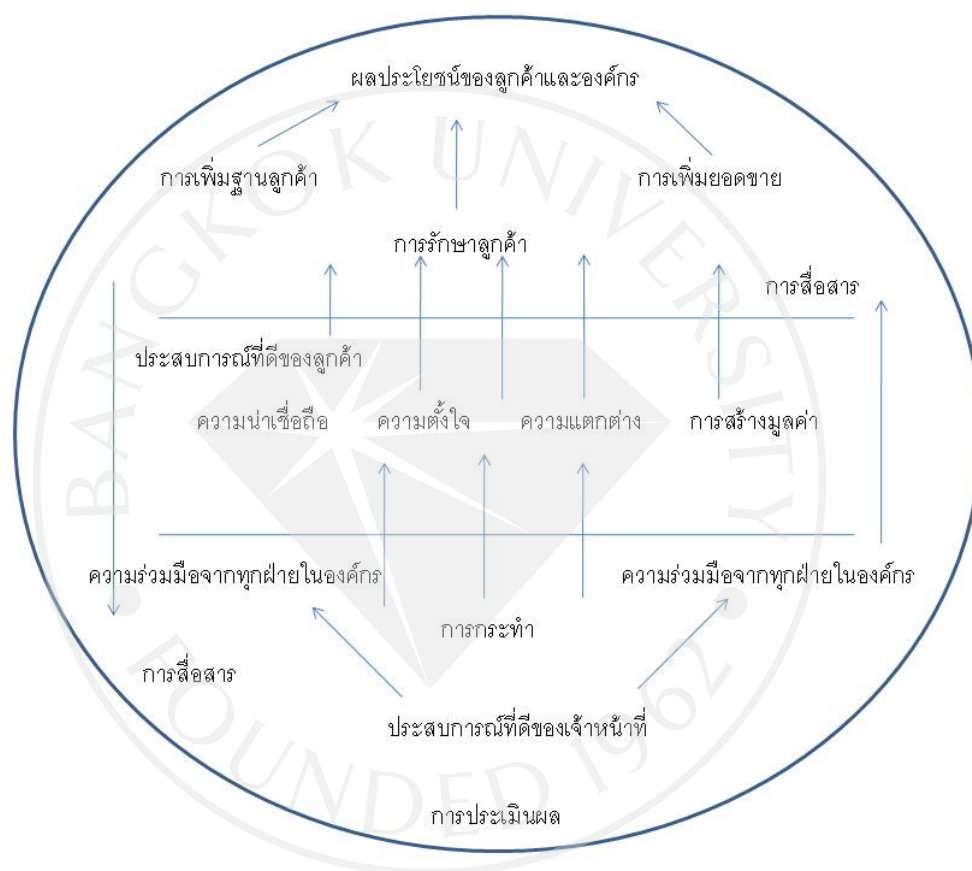 ผลประโยชน์ของลูกค้าและองค์กร
การเพิ่มฐานลูกค้า
การเพิ่มยอดขาย
การรักษาลูกค้า
การสื่อสาร
ประสบการณ์ที่ดีของลูกค้า
ความน่าเชื่อถือ ความตั้งใจ ความแตกต่าง การสร้างมูลค่า
ความร่วมมือจากทุกฝ่ายในองค์กร ความร่วมมือจากทุกฝ่ายในองค์กร
การกระทำ
การสื่อสาร
ประสบการณ์ที่ดีของเจ้าหน้าที่
การประเมินผล
BANGKOK UNIVERSITY
FOUNDED 1962